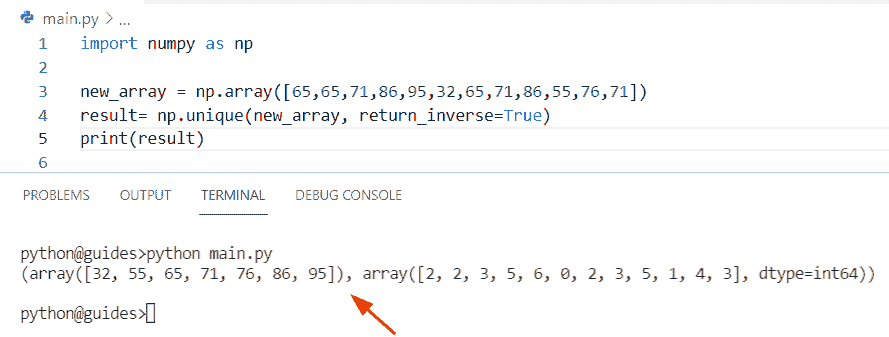 main.py > ...
1 import numpy as np
2
3 new_array = np.array([65,65,71,86,95,32,65,71,86,55,76,71])
4 result= np.unique(new_array, return_inverse=True)
5 print(result)
6
PROBLEMS OUTPUT TERMINAL DEBUG CONSOLE
python@guides>python main.py
(array([32, 55, 65, 71, 76, 86, 95]), array([2, 2, 3, 5, 6, 0, 2, 3, 5, 1, 4, 3], dtype=int64))
python@guides>